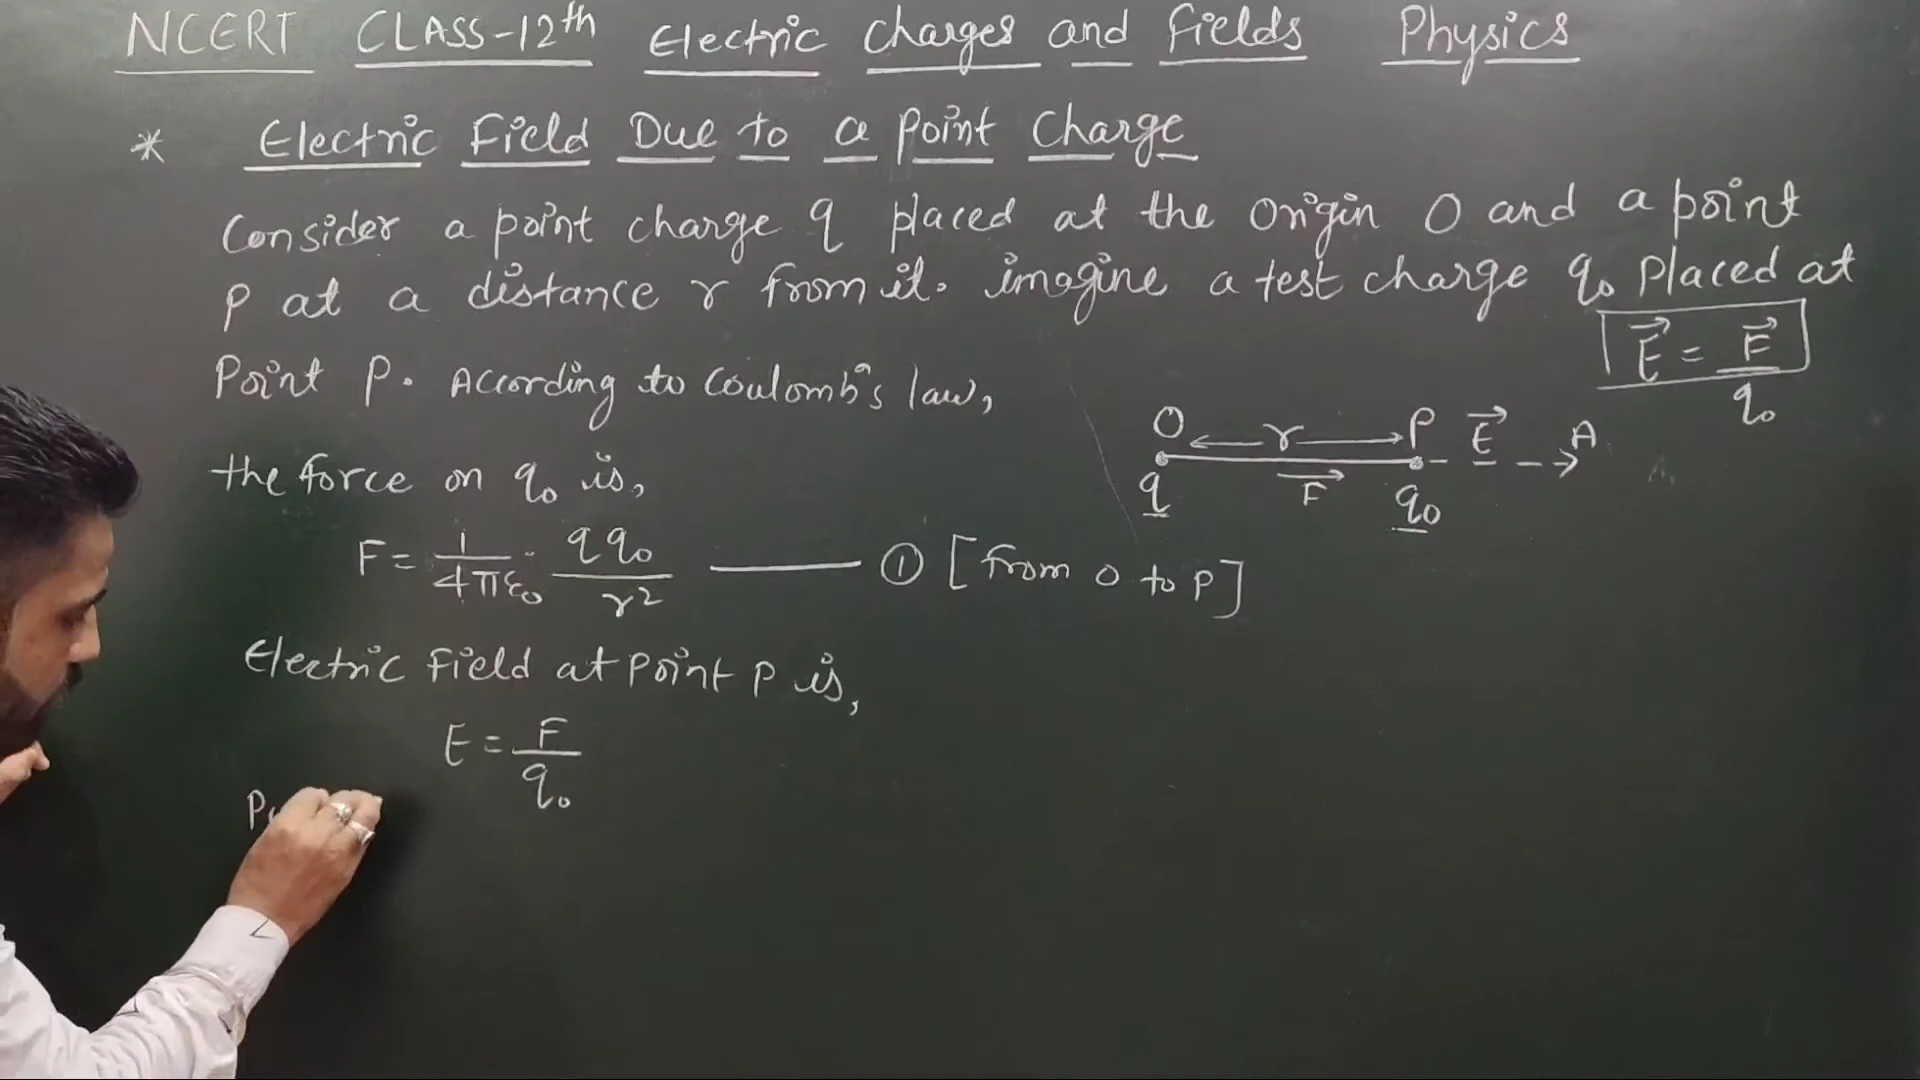 NCERT CLASS-12th Electric Charges and Fields Physics
* Electric Field Due to a Point Charge
Consider a point charge q placed at the origin O and a point
P at a distance r from it. imagine a test charge q₀ placed at
Point P. According to Coulomb's law,
E⃗ = F⃗/q₀
O ← r → P E⃗ A
q F⃗ q₀
the force on q₀ is,
F = 1/4πε₀ · qq₀/r² —— ① [from O to P]
Electric Field at point P is,
E = F/q₀